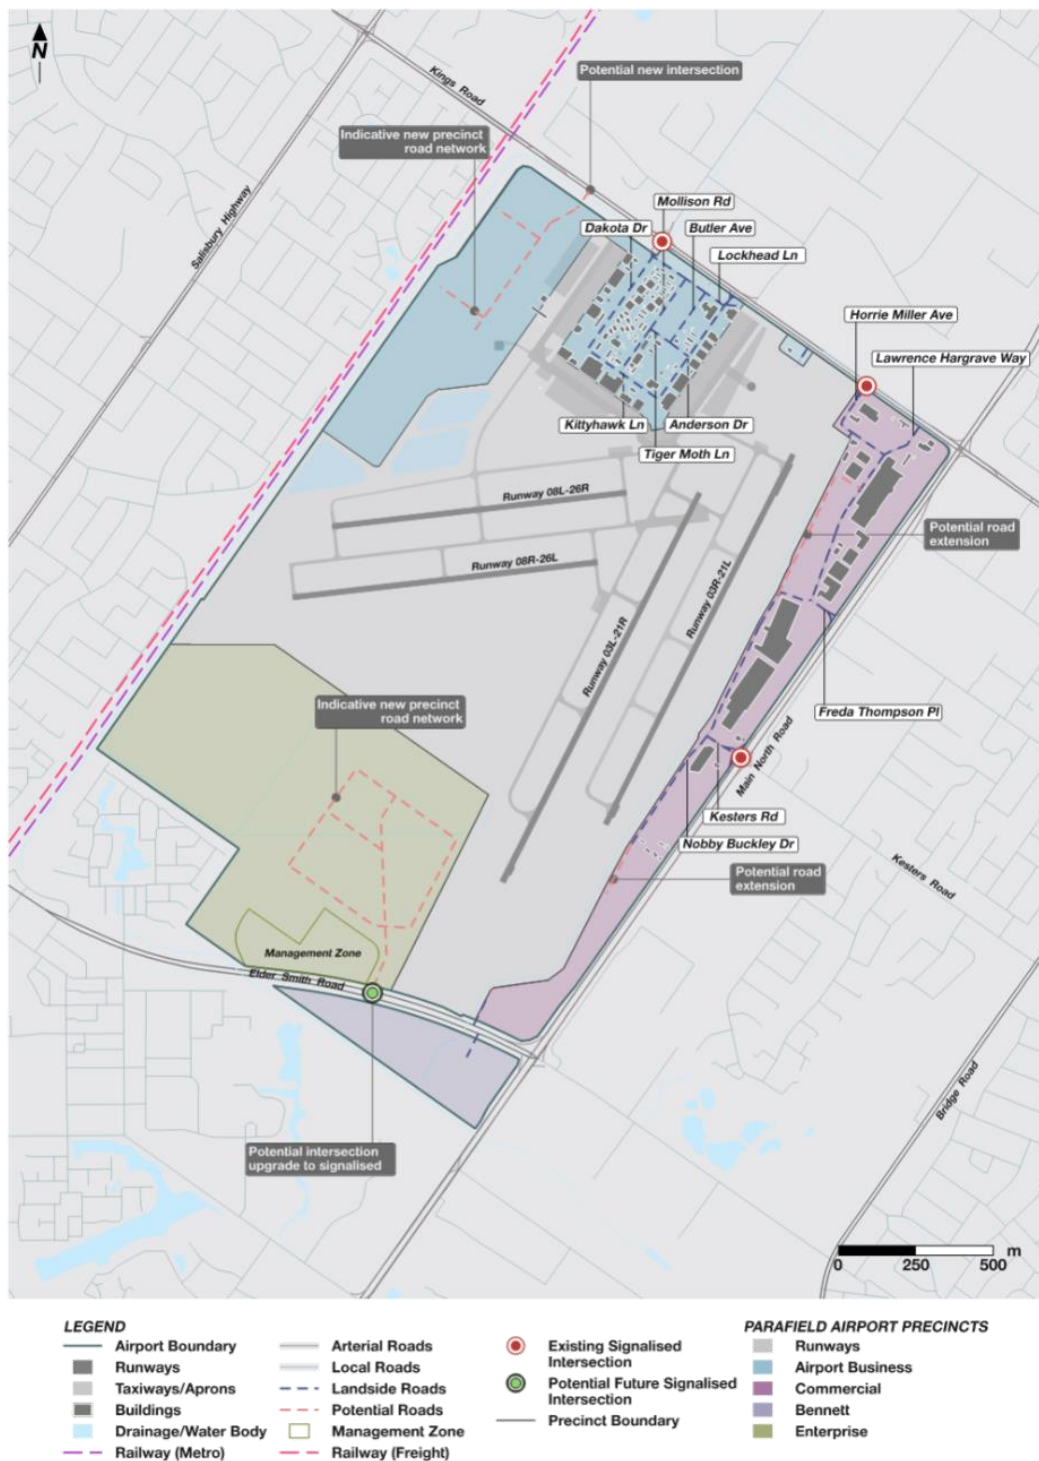 N
Kings Road
Potential new intersection
Indicative new precinct
road network
Salisbury Highway
Mollison Rd
Dakota Dr
Butler Ave
Lockhead Ln
Horrie Miller Ave
Lawrence Hargrave Way
Kittyhawk Ln
Anderson Dr
Tiger Moth Ln
Runway 08L-26R
Runway 08R-26L
Runway 03L-21R
Runway 03R-21L
Potential road
extension
Freda Thompson Pl
Main North Road
Indicative new precinct
road network
Kesters Rd
Nobby Buckley Dr
Kesters Road
Potential road
extension
Management Zone
Elder Smith Road
Bridge Road
Potential intersection
upgrade to signalised
0 250 500 m
LEGEND
Airport Boundary
Runways
Taxiways/Aprons
Buildings
Drainage/Water Body
Railway (Metro)
Arterial Roads
Local Roads
Landside Roads
Potential Roads
Management Zone
Railway (Freight)
Existing Signalised
Intersection
Potential Future Signalised
Intersection
Precinct Boundary
PARAFIELD AIRPORT PRECINCTS
Runways
Airport Business
Commercial
Bennett
Enterprise